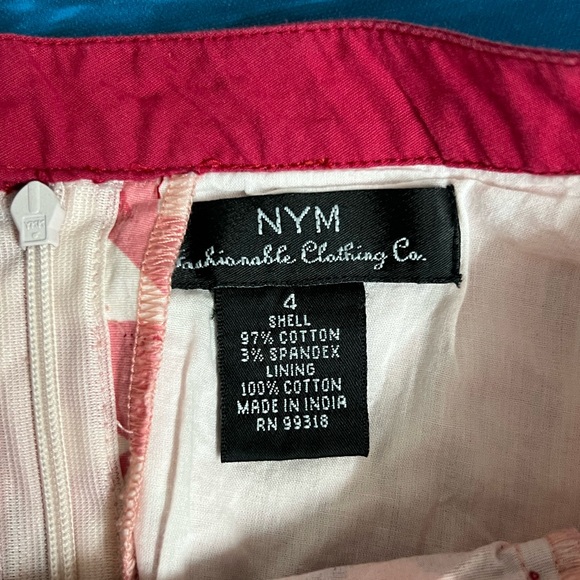 NYM
Fashionable Clothing Co.
4
SHELL
97% COTTON
3% SPANDEX
LINING
100% COTTON
MADE IN INDIA
RN 99318